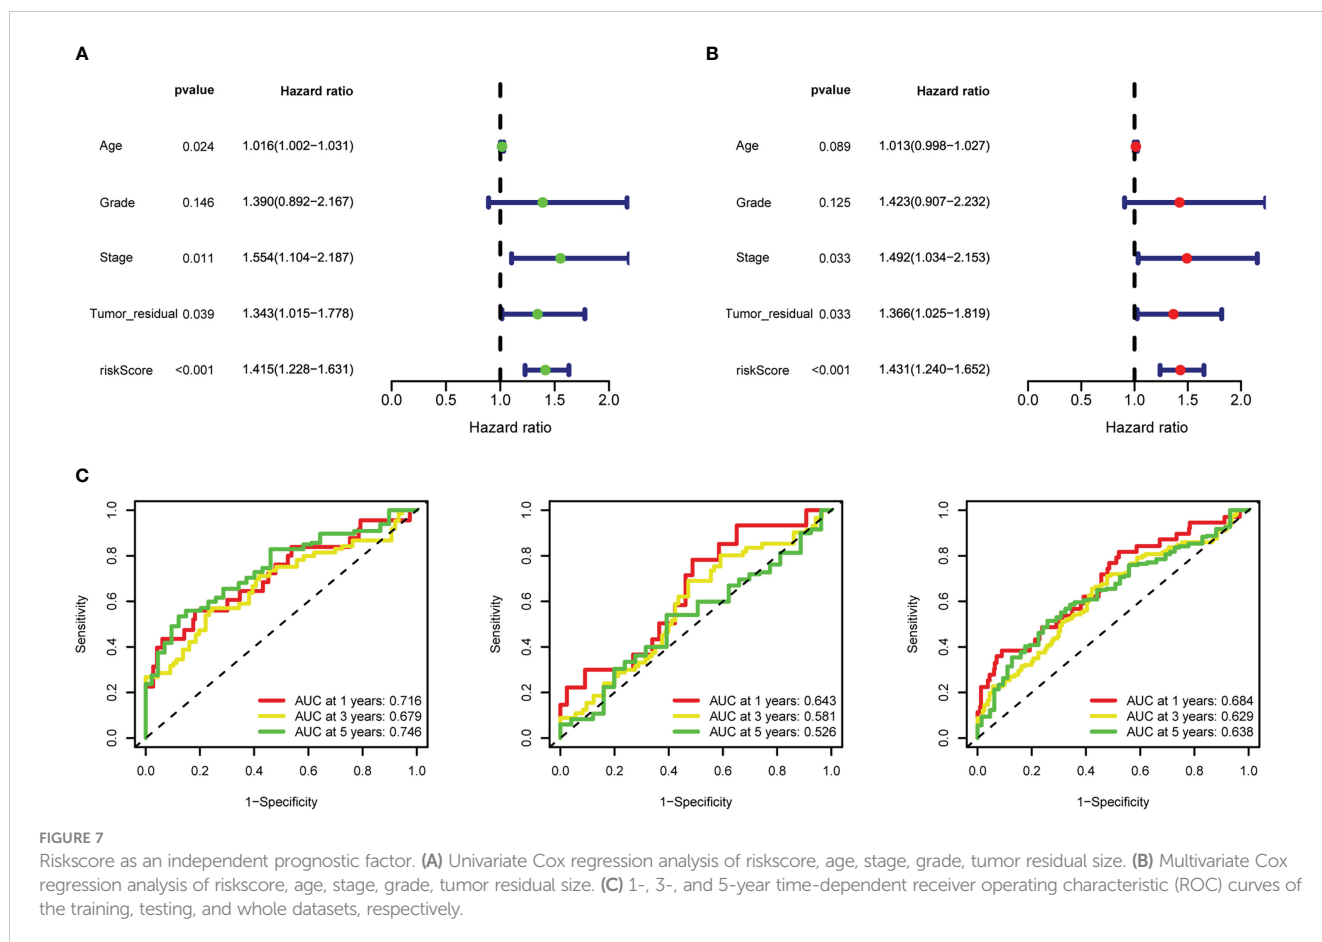 A
pvalue Hazard ratio
Age 0.024 1.016(1.002−1.031)
Grade 0.146 1.390(0.892−2.167)
Stage 0.011 1.554(1.104−2.187)
Tumor_residual 0.039 1.343(1.015−1.778)
riskScore <0.001 1.415(1.228−1.631)
0.0 0.5 1.0 1.5 2.0
Hazard ratio
B
pvalue Hazard ratio
Age 0.089 1.013(0.998−1.027)
Grade 0.125 1.423(0.907−2.232)
Stage 0.033 1.492(1.034−2.153)
Tumor_residual 0.033 1.366(1.025−1.819)
riskScore <0.001 1.431(1.240−1.652)
0.0 0.5 1.0 1.5 2.0
Hazard ratio
C
Sensitivity
1.0
0.8
0.6
0.4
0.2
0.0
AUC at 1 years: 0.716
AUC at 3 years: 0.679
AUC at 5 years: 0.746
0.0 0.2 0.4 0.6 0.8 1.0
1−Specificity
Sensitivity
1.0
0.8
0.6
0.4
0.2
0.0
AUC at 1 years: 0.643
AUC at 3 years: 0.581
AUC at 5 years: 0.526
0.0 0.2 0.4 0.6 0.8 1.0
1−Specificity
Sensitivity
1.0
0.8
0.6
0.4
0.2
0.0
AUC at 1 years: 0.684
AUC at 3 years: 0.629
AUC at 5 years: 0.638
0.0 0.2 0.4 0.6 0.8 1.0
1−Specificity
FIGURE 7
Riskscore as an independent prognostic factor. (A) Univariate Cox regression analysis of riskscore, age, stage, grade, tumor residual size. (B) Multivariate Cox
regression analysis of riskscore, age, stage, grade, tumor residual size. (C) 1-, 3-, and 5-year time-dependent receiver operating characteristic (ROC) curves of
the training, testing, and whole datasets, respectively.